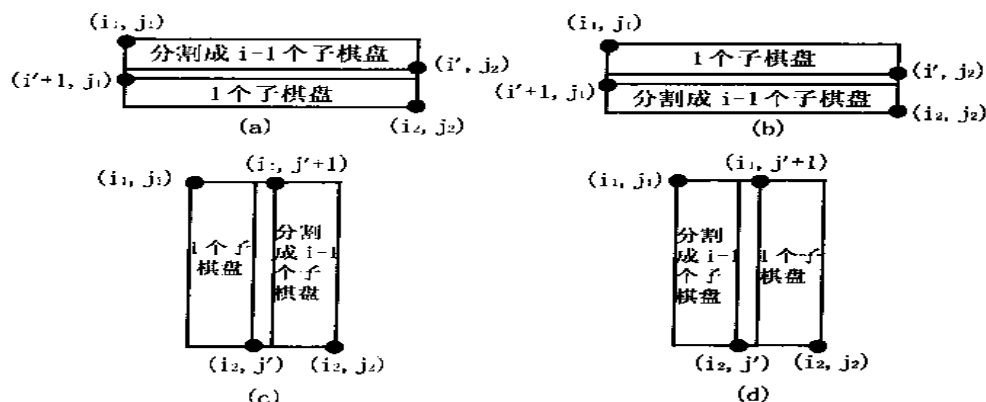 (i₁, j₁)
分割成 i-1 个子棋盘
(i', j₂)
(i'+1, j₁)
1个子棋盘
(i₂, j₂)
(a)
(i₁, j₁)
1个子棋盘
(i', j₂)
(i'+1, j₁)
分割成 i-1 个子棋盘
(i₂, j₂)
(b)
(i₁, j'+1)
(i₁, j₁)
1个子
棋盘
分割
成 i-1
个子
棋盘
(i₂, j')
(i₂, j₂)
(c)
(i₁, j'+1)
(i₁, j₁)
分割
成 i-1
个子
棋盘
1个子
棋盘
(i₂, j')
(i₂, j₂)
(d)